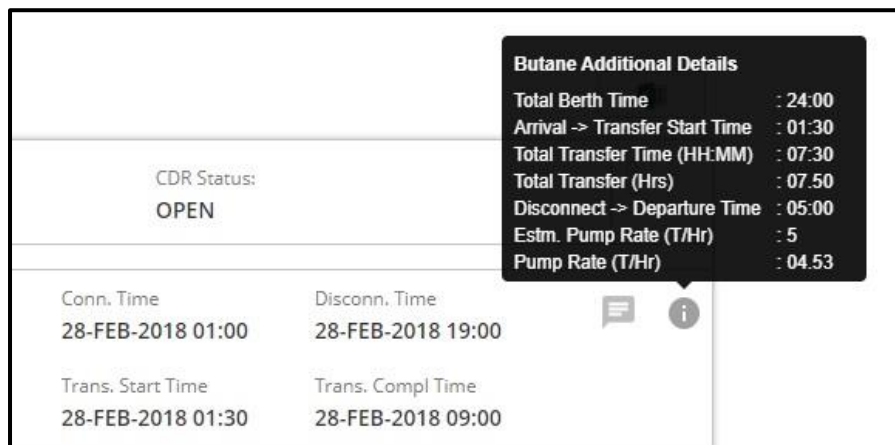 Butane Additional Details
Total Berth Time : 24:00
Arrival -> Transfer Start Time : 01:30
Total Transfer Time (HH:MM) : 07:30
Total Transfer (Hrs) : 07.50
Disconnect -> Departure Time : 05:00
Estm. Pump Rate (T/Hr) : 5
Pump Rate (T/Hr) : 04.53
CDR Status:
OPEN
Conn. Time Disconn. Time
28-FEB-2018 01:00 28-FEB-2018 19:00
Trans. Start Time Trans. Compl Time
28-FEB-2018 01:30 28-FEB-2018 09:00